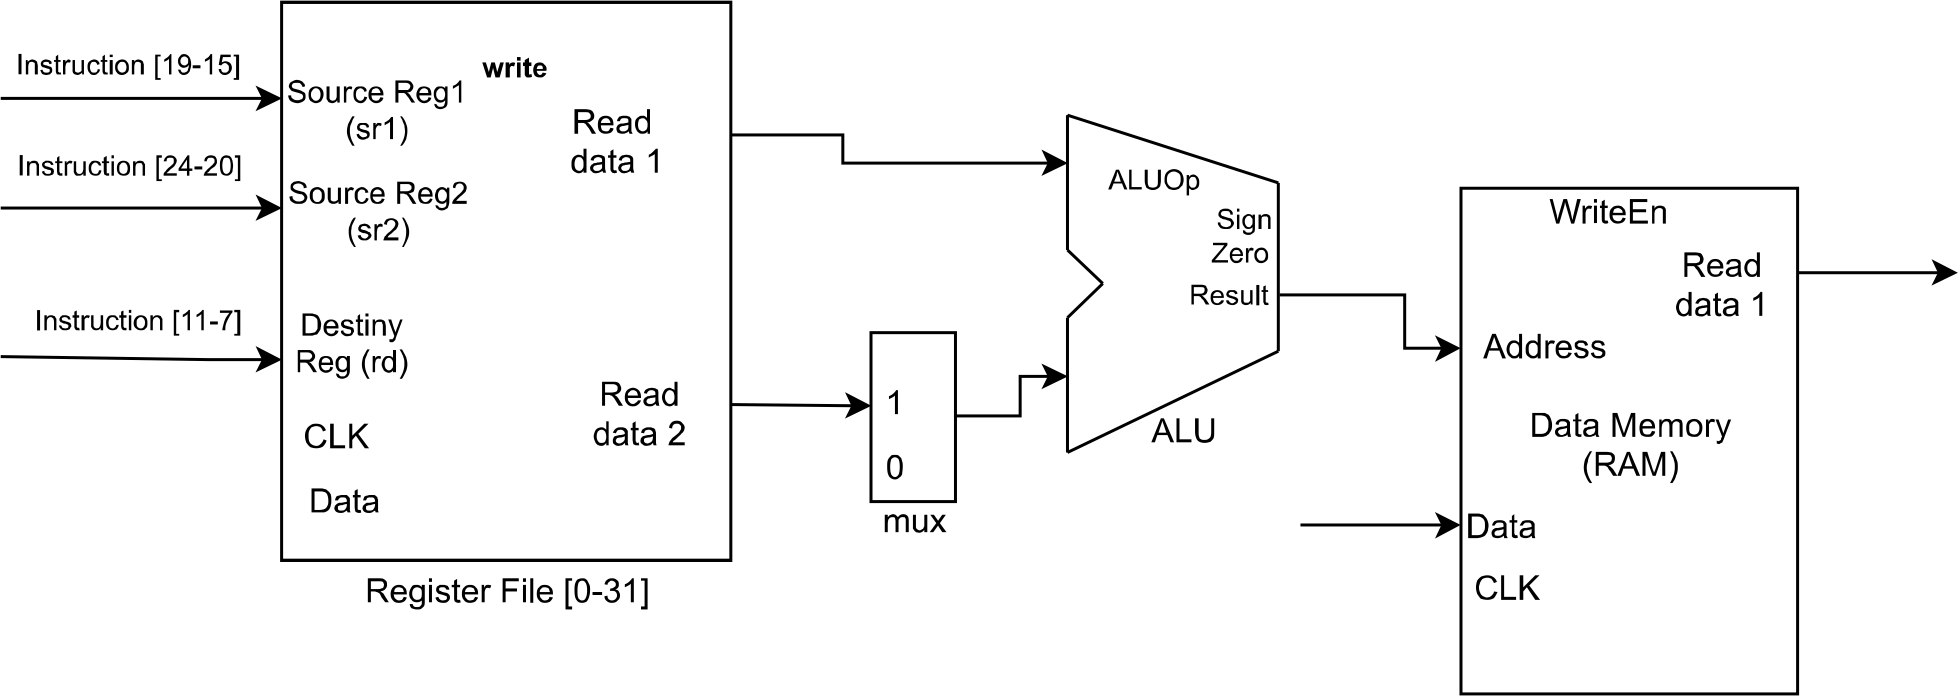 Instruction [19-15]
Source Reg1
(sr1)
Instruction [24-20]
Source Reg2
(sr2)
Instruction [11-7]
Destiny
Reg (rd)
CLK
Data
write
Read
data 1
Read
data 2
Register File [0-31]
1
0
mux
ALUOp
Sign
Zero
Result
ALU
WriteEn
Read
data 1
Address
Data Memory
(RAM)
Data
CLK